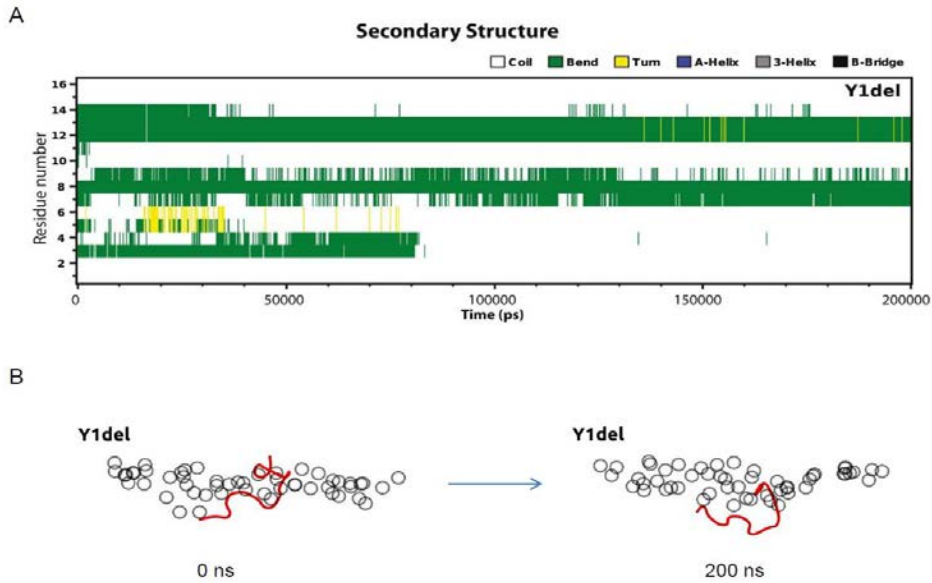 A
Secondary Structure
Coil Bend Turn A-Helix 3-Helix B-Bridge
Y1del
16
14
12
10
8
6
4
2
Residue number
0 50000 100000 150000 200000
Time (ps)
B
Y1del Y1del
0 ns 200 ns